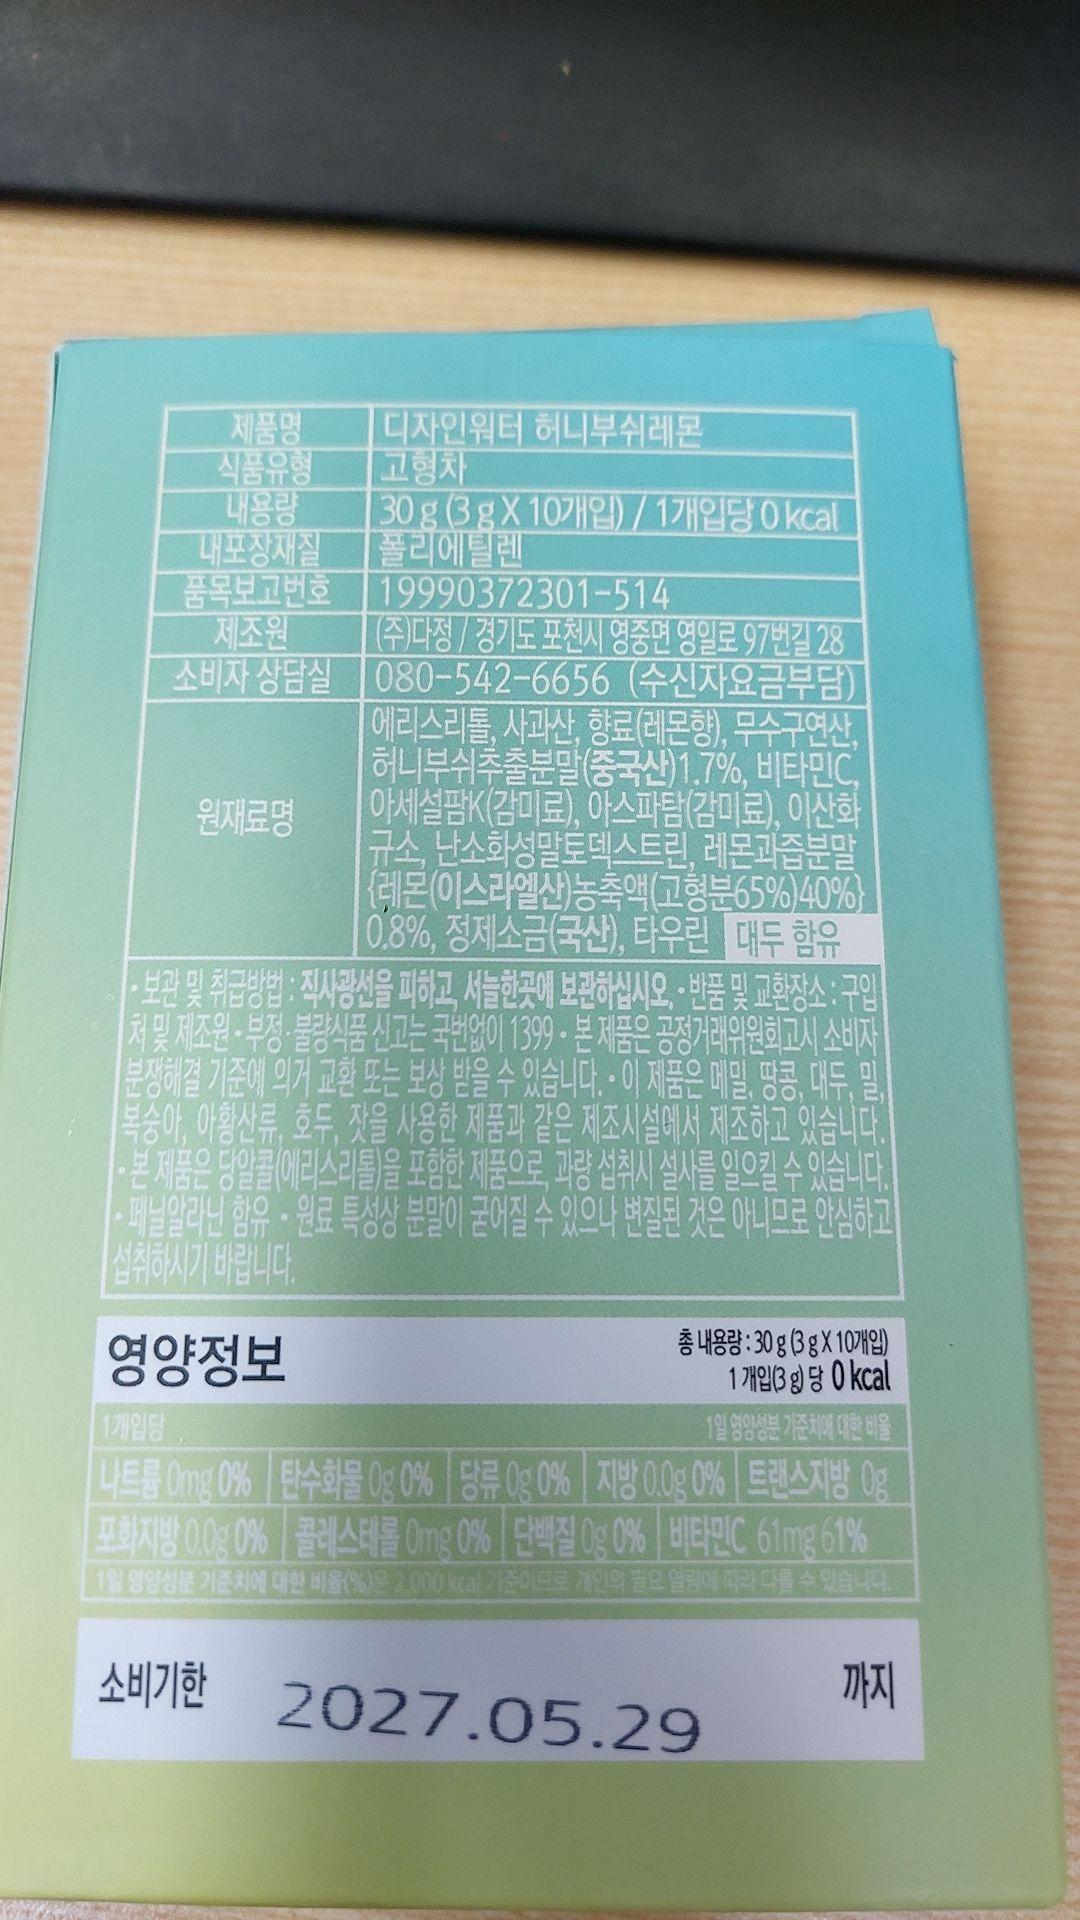 제품명 디자인워터 허니부쉬레몬
식품유형 고형차
내용량 30 g (3 g X 10개입) / 1개입당 0 kcal
내포장재질 폴리에틸렌
품목보고번호 19990372301-514
제조원 (주)다정 / 경기도 포천시 영중면 영일로 97번길 28
소비자 상담실 080-542-6656 (수신자요금부담)
원재료명
에리스리톨, 사과산, 향료(레몬향), 무수구연산,
허니부쉬추출분말(중국산)1.7%, 비타민C,
아세설팜K(감미료), 아스파탐(감미료), 이산화
규소, 난소화성말토덱스트린, 레몬과즙분말
{레몬(이스라엘산)농축액(고형분65%)40%}
0.8%, 정제소금(국산), 타우린 대두 함유
• 보관 및 취급방법 : 직사광선을 피하고, 서늘한곳에 보관하십시오. • 반품 및 교환장소 : 구입
처 및 제조원 • 부정·불량식품 신고는 국번없이 1399 • 본 제품은 공정거래위원회고시 소비자
분쟁해결 기준에 의거 교환 또는 보상 받을 수 있습니다. • 이 제품은 메밀, 땅콩, 대두, 밀,
복숭아, 아황산류, 호두, 잣을 사용한 제품과 같은 제조시설에서 제조하고 있습니다.
• 본 제품은 당알콜(에리스리톨)을 포함한 제품으로, 과량 섭취시 설사를 일으킬 수 있습니다.
• 페닐알라닌 함유 • 원료 특성상 분말이 굳어질 수 있으나 변질된 것은 아니므로 안심하고
섭취하시기 바랍니다.
영양정보
총 내용량 : 30 g (3 g X 10개입)
1 개입(3 g) 당 0 kcal
1개입당 1일 영양성분 기준치에 대한 비율
나트륨 0mg 0% 탄수화물 0g 0% 당류 0g 0% 지방 0.0g 0% 트랜스지방 0g
포화지방 0.0g 0% 콜레스테롤 0mg 0% 단백질 0g 0% 비타민C 61mg 61%
1일 영양성분 기준치에 대한 비율(%)은 2,000 kcal 기준이므로 개인의 필요 열량에 따라 다를 수 있습니다.
소비기한 2027.05.29 까지